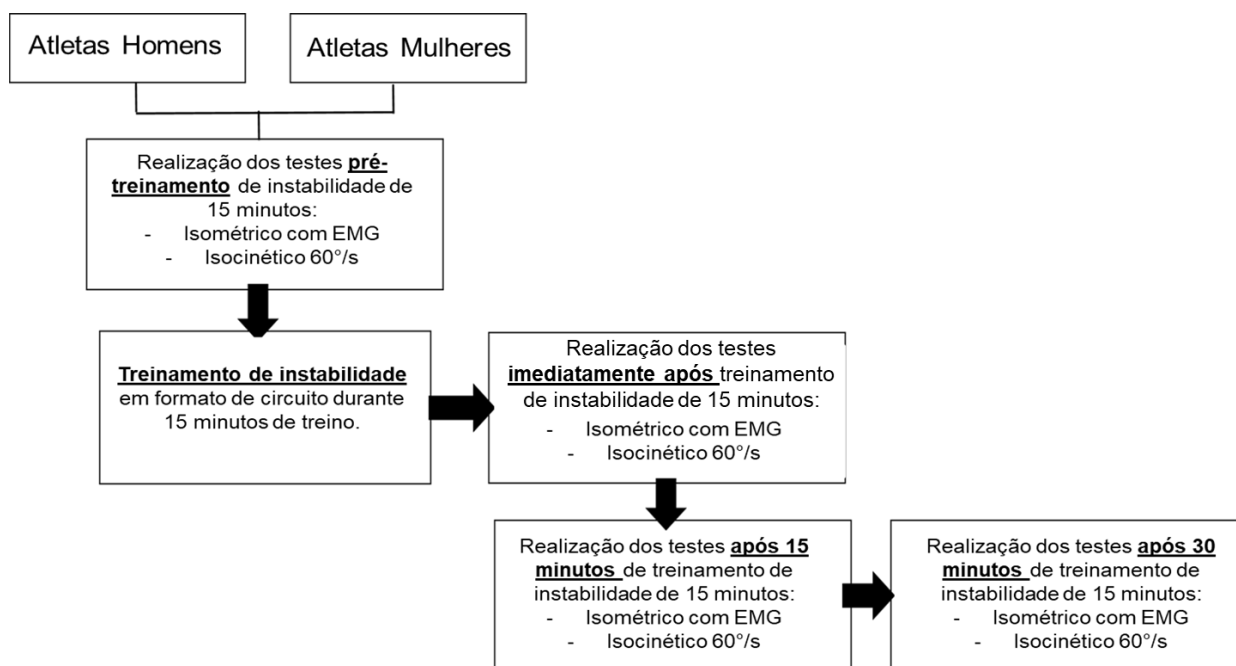 Atletas Homens
Atletas Mulheres
Realização dos testes pré-
treinamento de instabilidade de
15 minutos:
- Isométrico com EMG
- Isocinético 60°/s
Treinamento de instabilidade
em formato de circuito durante
15 minutos de treino.
Realização dos testes
imediatamente após treinamento
de instabilidade de 15 minutos:
- Isométrico com EMG
- Isocinético 60°/s
Realização dos testes após 15
minutos de treinamento de
instabilidade de 15 minutos:
- Isométrico com EMG
- Isocinético 60°/s
Realização dos testes após 30
minutos de treinamento de
instabilidade de 15 minutos:
- Isométrico com EMG
- Isocinético 60°/s